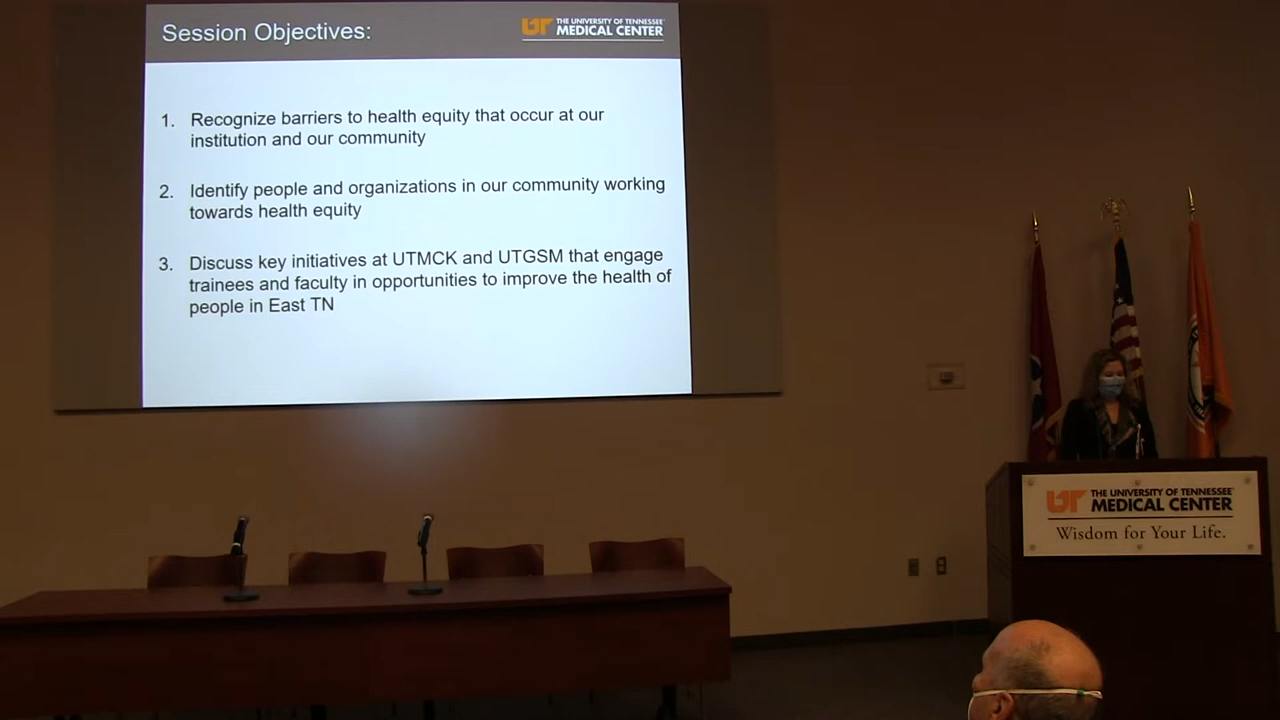 Session Objectives:
UT THE UNIVERSITY OF TENNESSEE
MEDICAL CENTER
1. Recognize barriers to health equity that occur at our
institution and our community
2. Identify people and organizations in our community working
towards health equity
3. Discuss key initiatives at UTMCK and UTGSM that engage
trainees and faculty in opportunities to improve the health of
people in East TN
UT THE UNIVERSITY OF TENNESSEE
MEDICAL CENTER
Wisdom for Your Life.